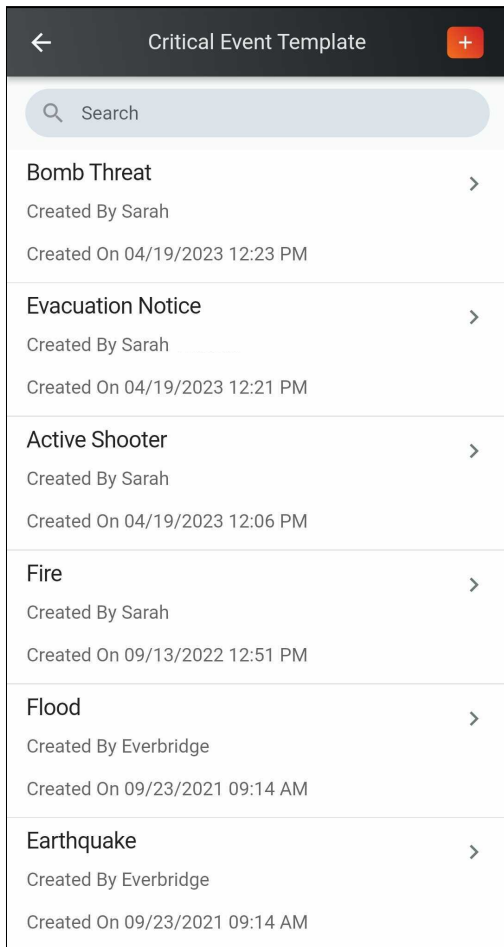 Critical Event Template
+
Search
Bomb Threat
Created By Sarah
Created On 04/19/2023 12:23 PM
Evacuation Notice
Created By Sarah
Created On 04/19/2023 12:21 PM
Active Shooter
Created By Sarah
Created On 04/19/2023 12:06 PM
Fire
Created By Sarah
Created On 09/13/2022 12:51 PM
Flood
Created By Everbridge
Created On 09/23/2021 09:14 AM
Earthquake
Created By Everbridge
Created On 09/23/2021 09:14 AM